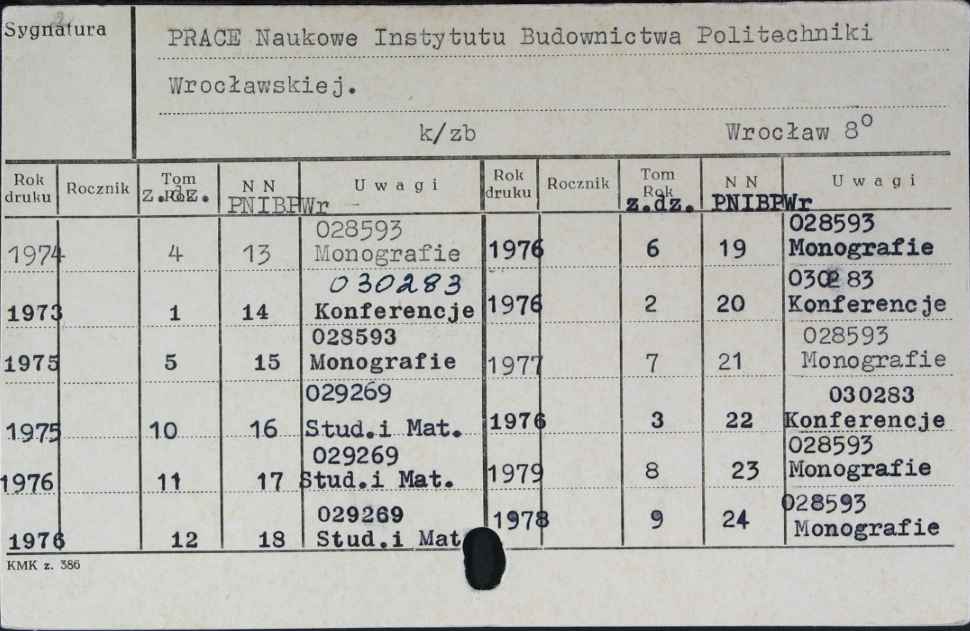 Sygnatura
PRACE Naukowe Instytutu Budownictwa Politechniki
Wrocławskiej.
k/zb Wrocław 8°
Rok druku Rocznik Tom Rok N N Uwagi Rok druku Rocznik Tom Rok N N Uwagi
z.dz. PNIBPWr - z.dz. PNIBPWr
028593 028593
1974 4 13 Monografie 1976 6 19 Monografie
030283 030283
1973 1 14 Konferencje 1976 2 20 Konferencje
028593 028593
1975 5 15 Monografie 1977 7 21 Monografie
029269 030283
1975 10 16 Stud.i Mat. 1976 3 22 Konferencje
029269 028593
1976 11 17 Stud.i Mat. 1979 8 23 Monografie
029269 028593
1976 12 18 Stud.i Mat 1978 9 24 Monografie
KMK z. 386